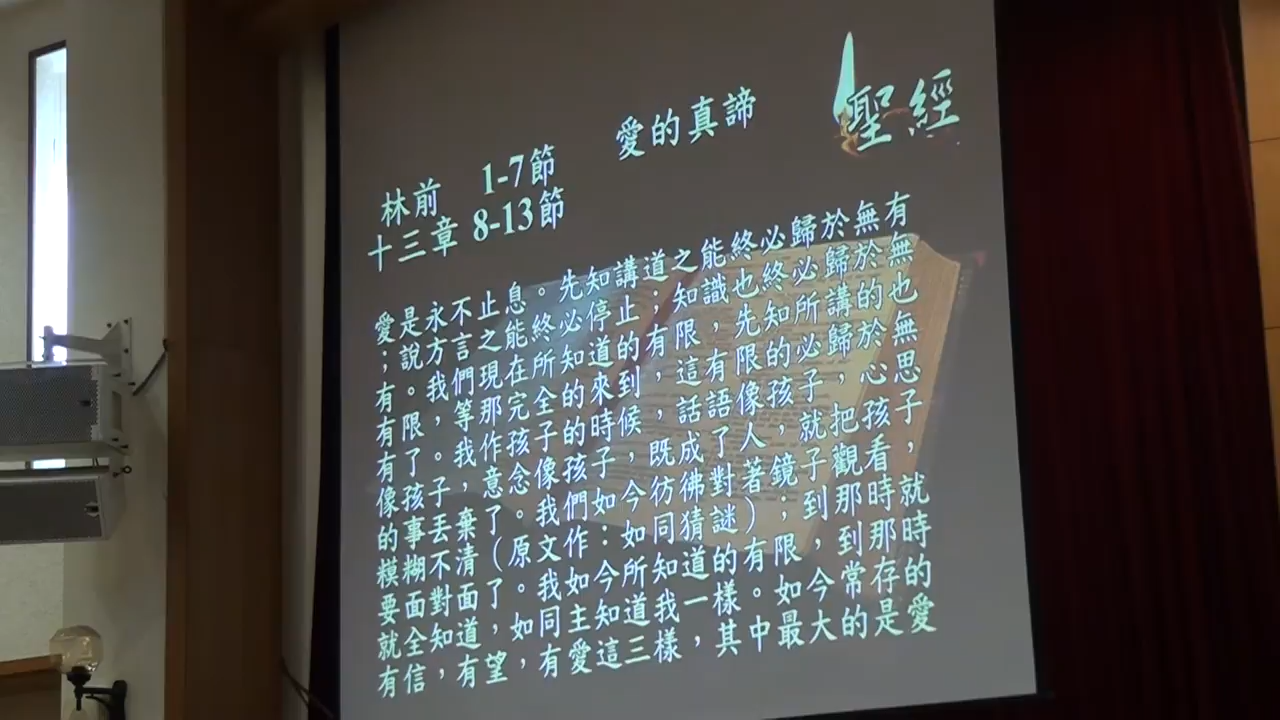 聖經
愛的真諦
林前 1-7節
十三章 8-13節
愛是永不止息。先知講道之能終必歸於無有
；說方言之能終必停止；知識也終必歸於無
有。我們現在所知道的有限，先知所講的也
有限，等那完全的來到，這有限的必歸於無
有了。我作孩子的時候，話語像孩子，心思
像孩子，意念像孩子，既成了人，就把孩子
的事丟棄了。我們如今彷彿對著鏡子觀看，
模糊不清（原文作：如同猜謎）；到那時就
要面對面了。我如今所知道的有限，到那時
就全知道，如同主知道我一樣。如今常存的
有信，有望，有愛這三樣，其中最大的是愛